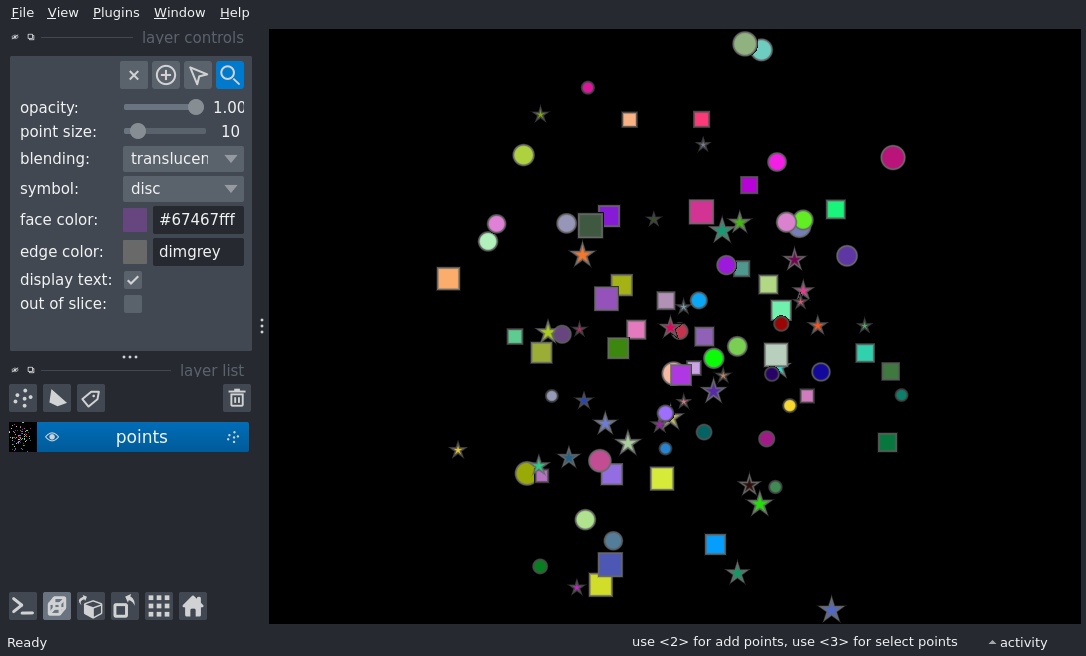 File View Plugins Window Help
layer controls
opacity: 1.00
point size: 10
blending: translucen
symbol: disc
face color: #67467fff
edge color: dimgrey
display text:
out of slice:
layer list
points
Ready
use <2> for add points, use <3> for select points
activity